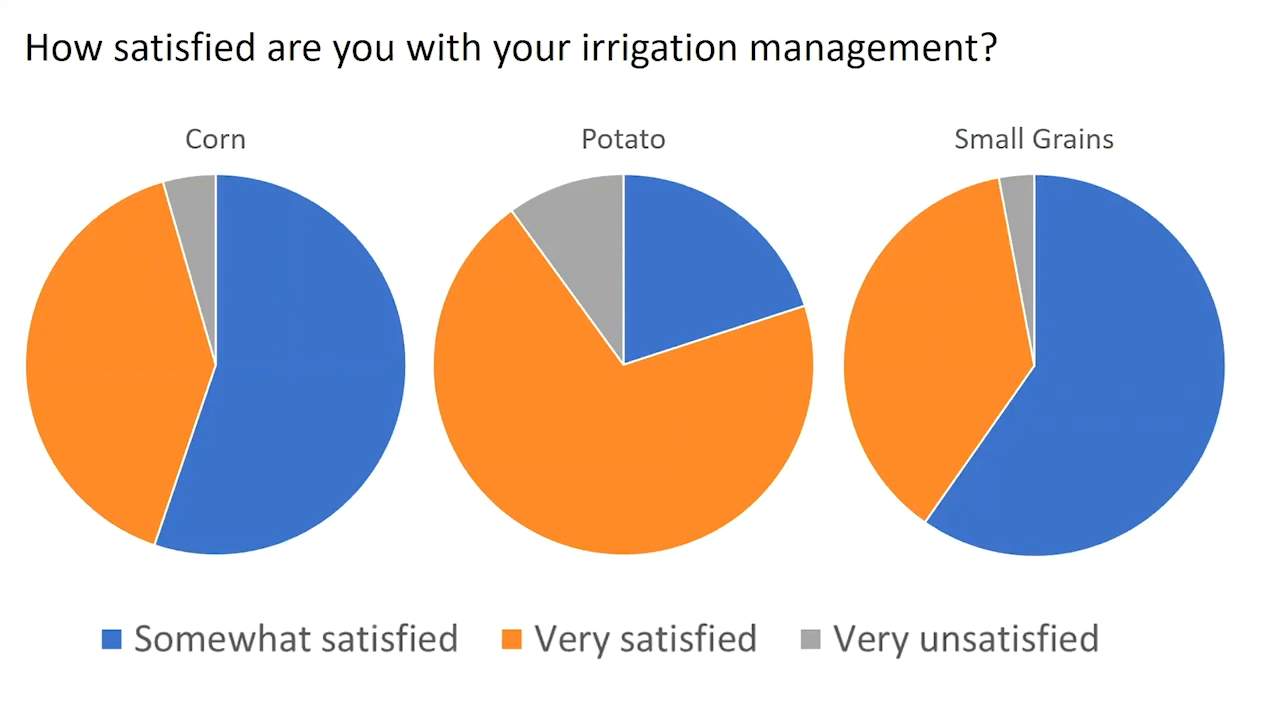 How satisfied are you with your irrigation management?
Corn
Potato
Small Grains
Somewhat satisfied
Very satisfied
Very unsatisfied